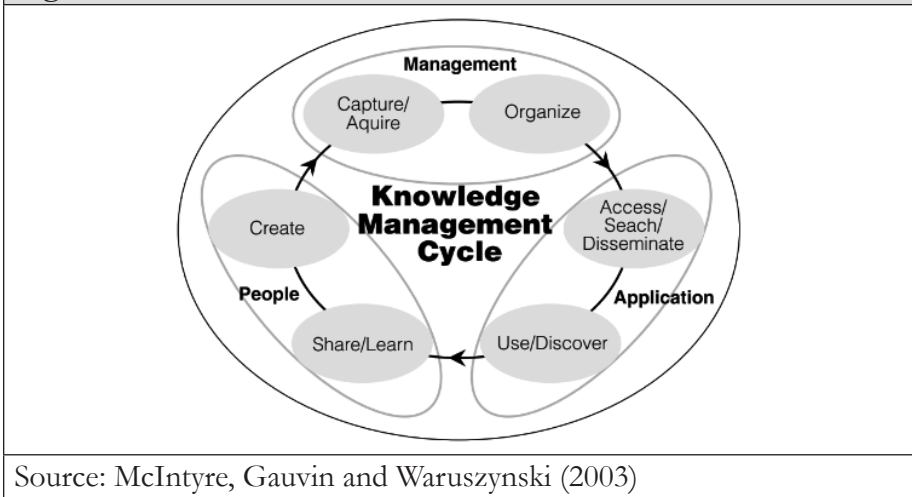 Management
Capture/
Aquire
Organize
Knowledge
Management
Cycle
Create
Access/
Seach/
Disseminate
People
Application
Share/Learn
Use/Discover
Source: McIntyre, Gauvin and Waruszynski (2003)